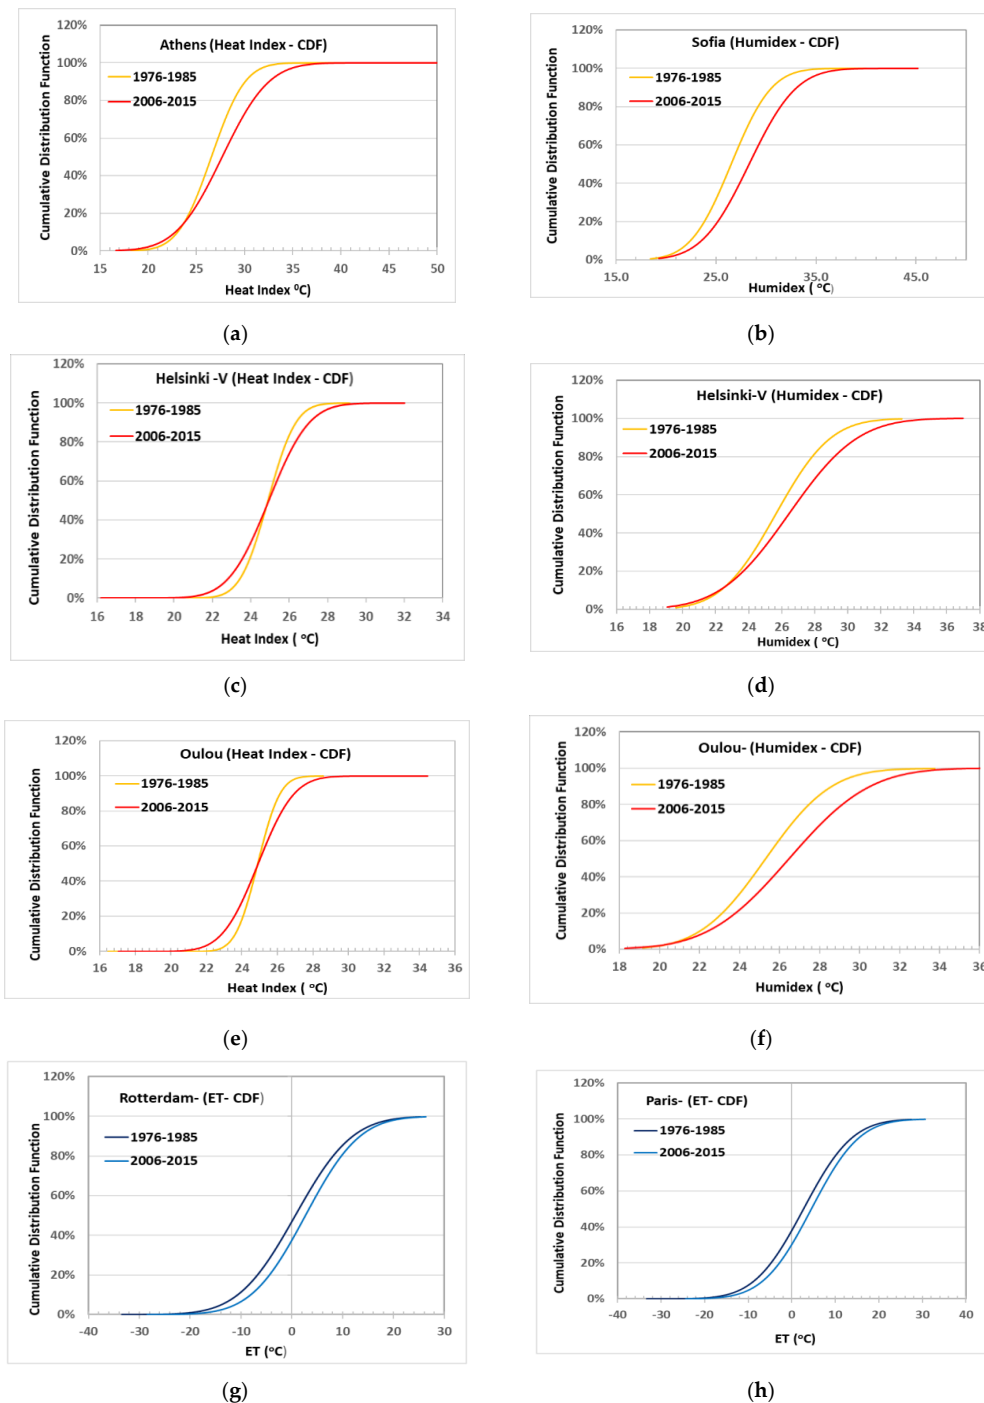 Athens (Heat Index - CDF)
1976-1985
2006-2015
Cumulative Distribution Function
120%
100%
80%
60%
40%
20%
0%
15 20 25 30 35 40 45 50
Heat Index ⁰C)
(a)
Sofia (Humidex - CDF)
1976-1985
2006-2015
Cumulative Distribution Function
120%
100%
80%
60%
40%
20%
0%
15.0 25.0 35.0 45.0
Humidex ( ºC)
(b)
Helsinki -V (Heat Index - CDF)
1976-1985
2006-2015
Cumulative Distribution Function
120%
100%
80%
60%
40%
20%
0%
16 18 20 22 24 26 28 30 32 34
Heat Index ( ºC)
(c)
Helsinki-V (Humidex - CDF)
1976-1985
2006-2015
Cumulative Distribution Function
120%
100%
80%
60%
40%
20%
0%
16 18 20 22 24 26 28 30 32 34 36 38
Humidex ( ºC)
(d)
Oulou (Heat Index - CDF)
1976-1985
2006-2015
Cumulative Distribution Function
120%
100%
80%
60%
40%
20%
0%
16 18 20 22 24 26 28 30 32 34 36
Heat Index ( ºC)
(e)
Oulou- (Humidex - CDF)
1976-1985
2006-2015
Cumulative Distribution Function
120%
100%
80%
60%
40%
20%
0%
18 20 22 24 26 28 30 32 34 36
Humidex ( ºC)
(f)
Rotterdam- (ET- CDF)
1976-1985
2006-2015
Cumulative Distribution Function
120%
100%
80%
60%
40%
20%
0%
-40 -30 -20 -10 0 10 20 30
ET (ºC)
(g)
Paris- (ET- CDF)
1976-1985
2006-2015
Cumulative Distribution Function
120%
100%
80%
60%
40%
20%
0%
-40 -30 -20 -10 0 10 20 30 40
ET (ºC)
(h)